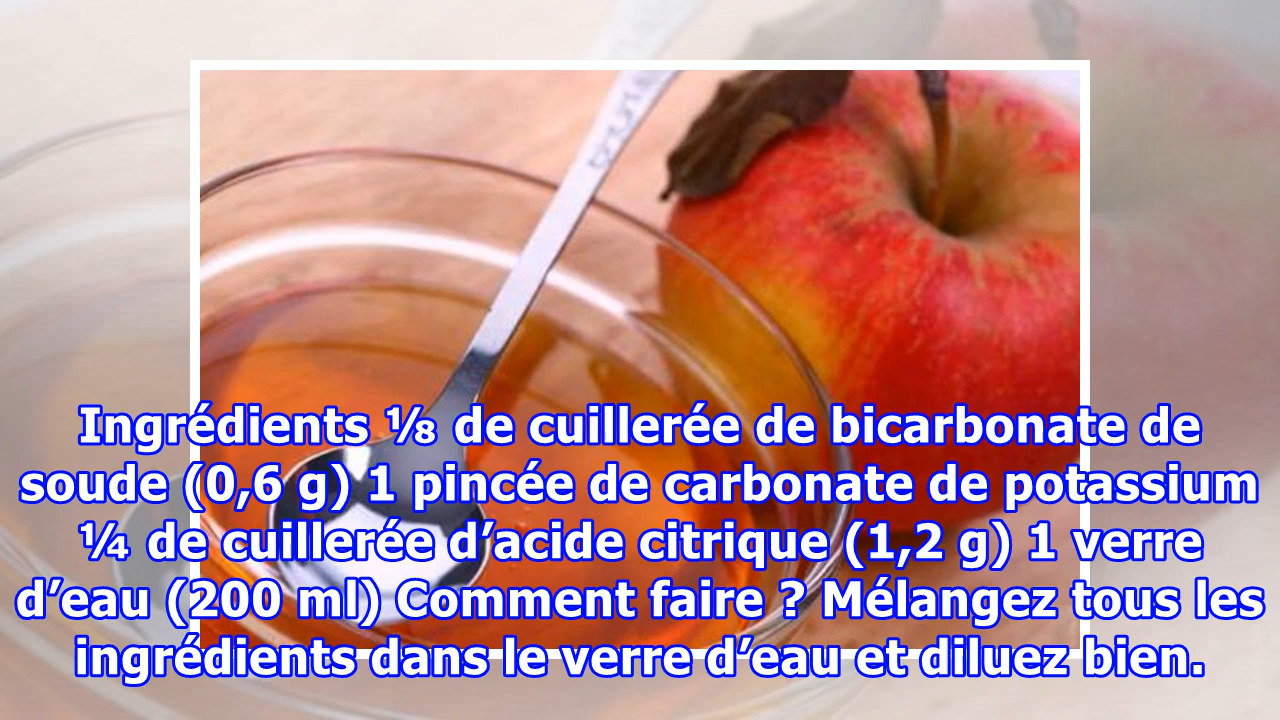 Ingrédients ⅛ de cuillerée de bicarbonate de
soude (0,6 g) 1 pincée de carbonate de potassium
¼ de cuillerée d’acide citrique (1,2 g) 1 verre
d’eau (200 ml) Comment faire ? Mélangez tous les
ingrédients dans le verre d’eau et diluez bien.